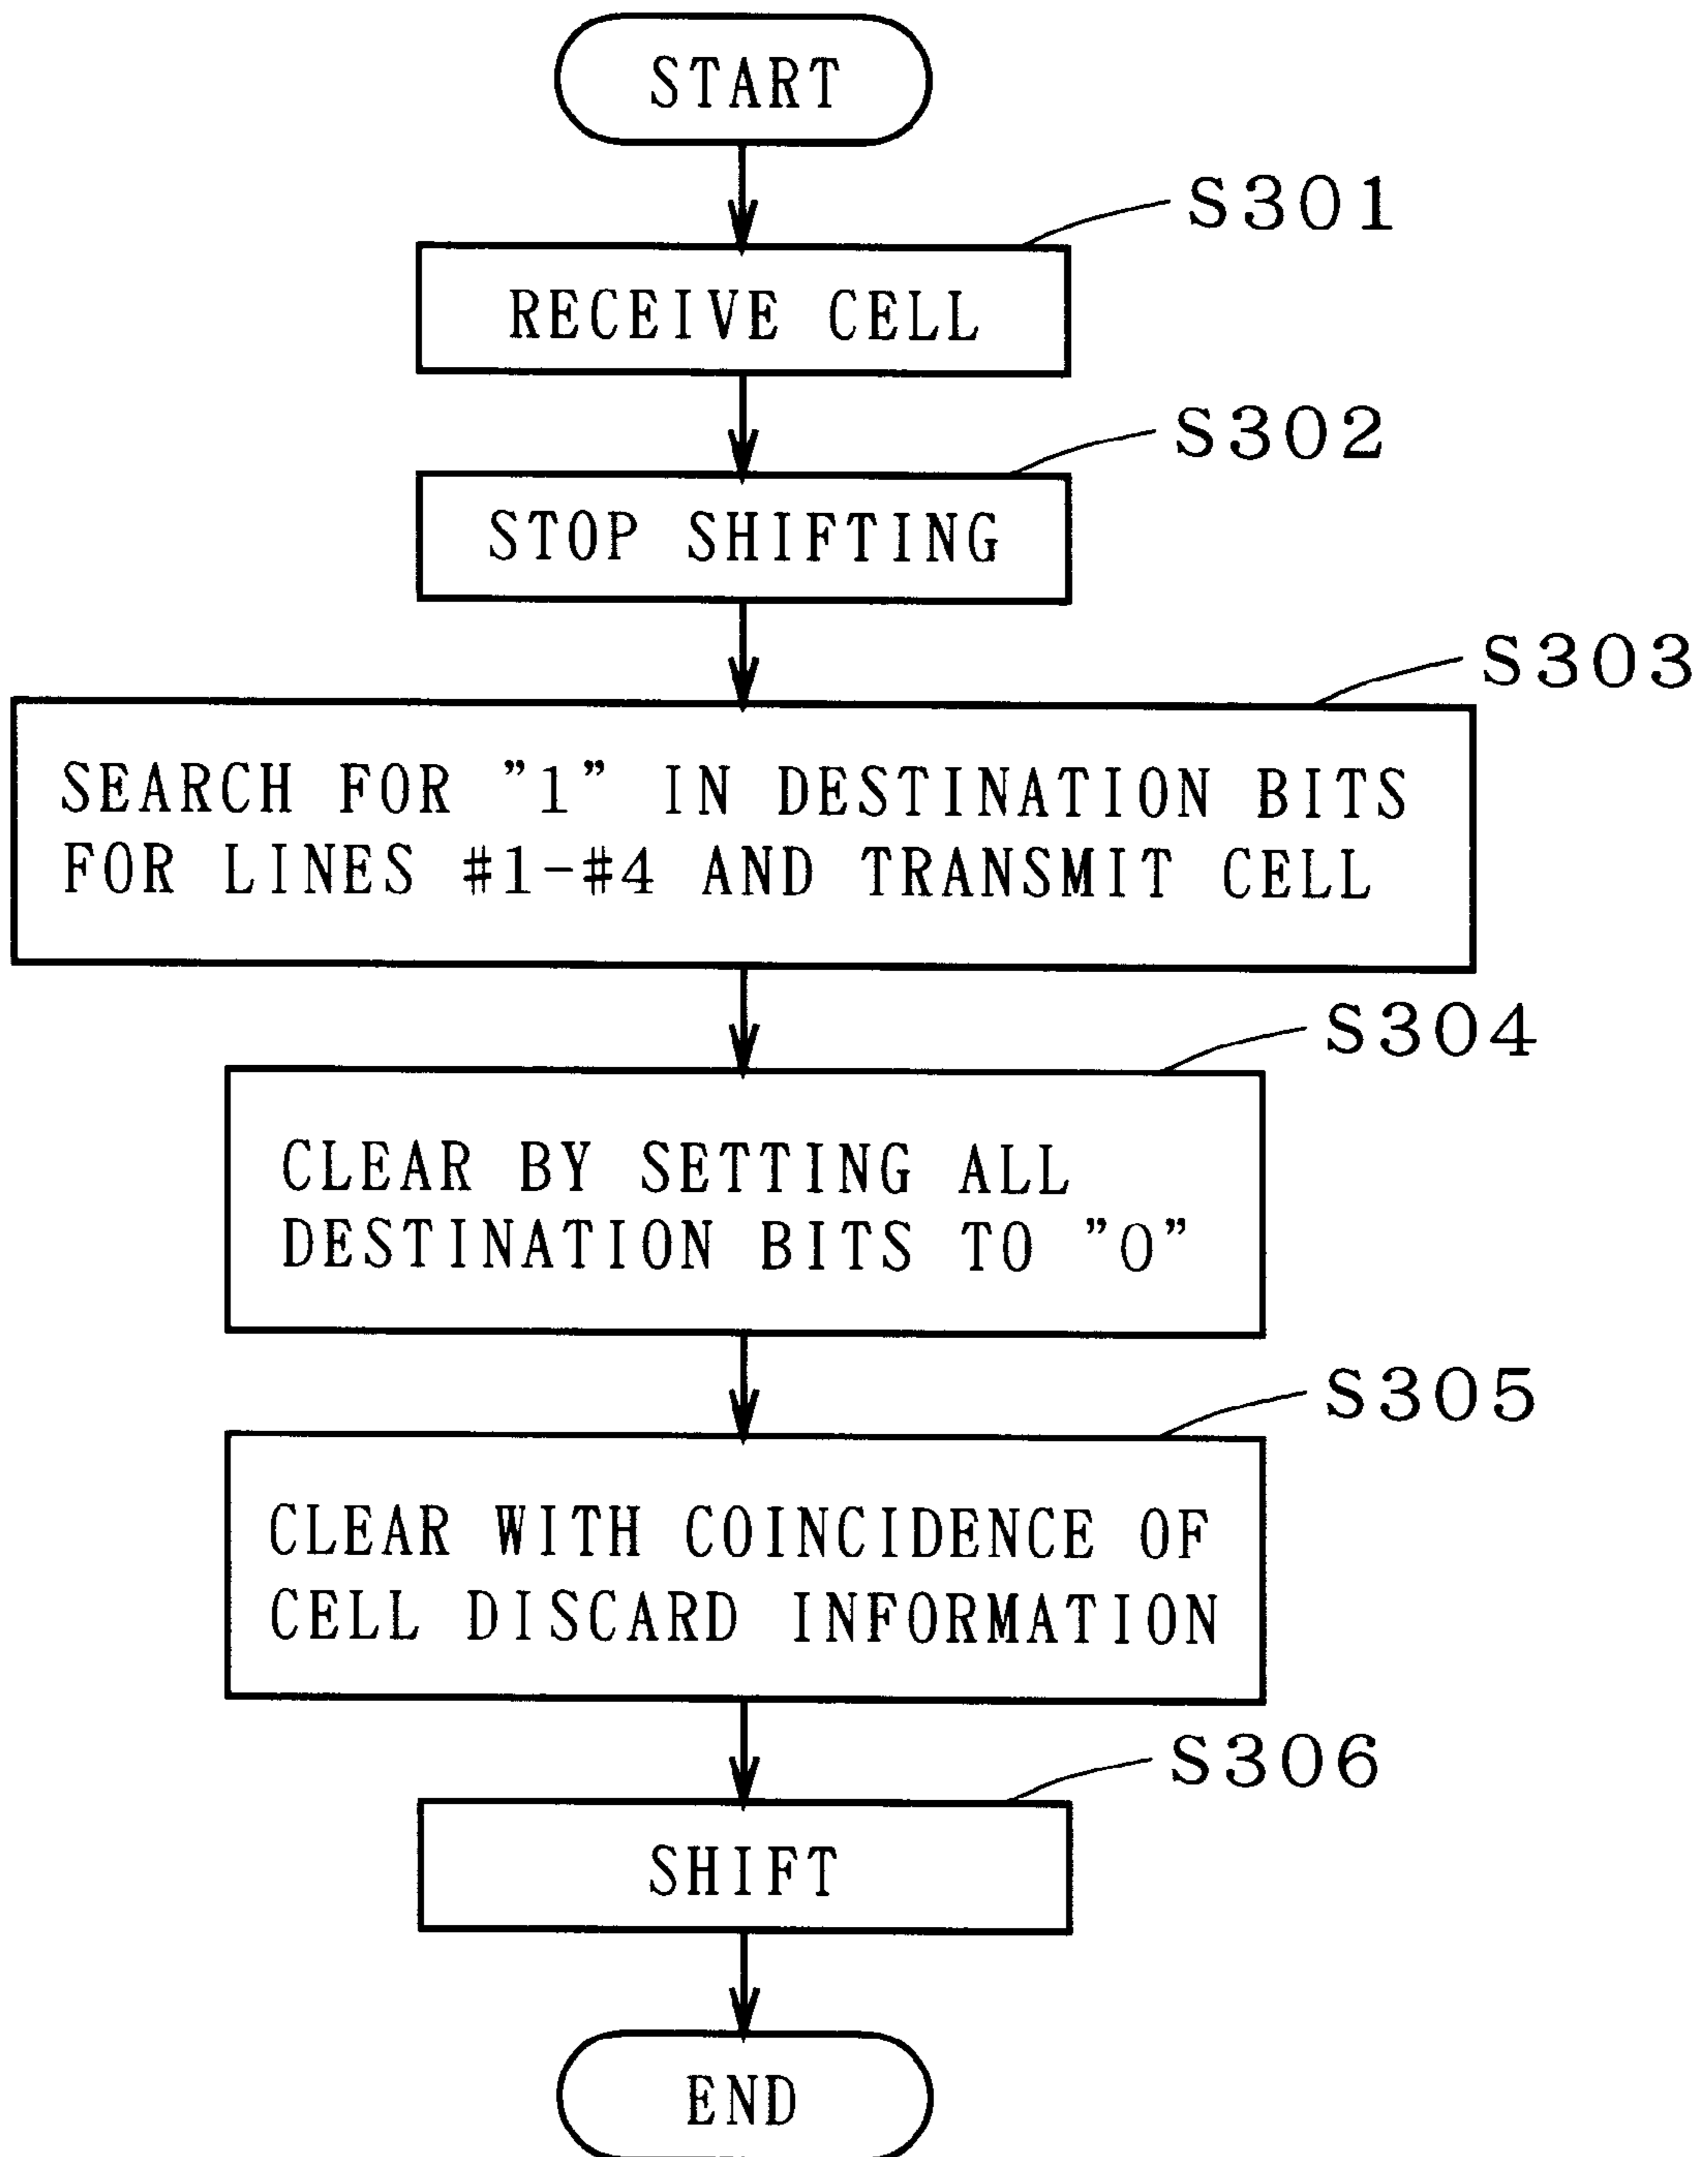 START
S301
RECEIVE CELL
S302
STOP SHIFTING
S303
SEARCH FOR ”1” IN DESTINATION BITS
FOR LINES #1-#4 AND TRANSMIT CELL
S304
CLEAR BY SETTING ALL
DESTINATION BITS TO ”0”
S305
CLEAR WITH COINCIDENCE OF
CELL DISCARD INFORMATION
S306
SHIFT
END